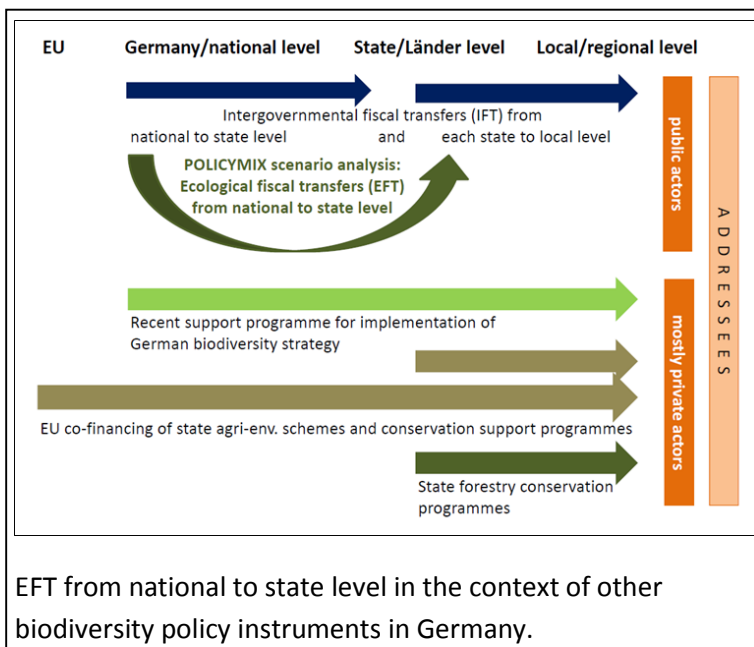 EU Germany/national level State/Länder level Local/regional level
Intergovernmental fiscal transfers (IFT) from
national to state level and each state to local level
POLICYMIX scenario analysis:
Ecological fiscal transfers (EFT)
from national to state level
public actors
ADDRESSEES
Recent support programme for implementation of
German biodiversity strategy
mostly private actors
EU co-financing of state agri-env. schemes and conservation support programmes
State forestry conservation
programmes
EFT from national to state level in the context of other
biodiversity policy instruments in Germany.